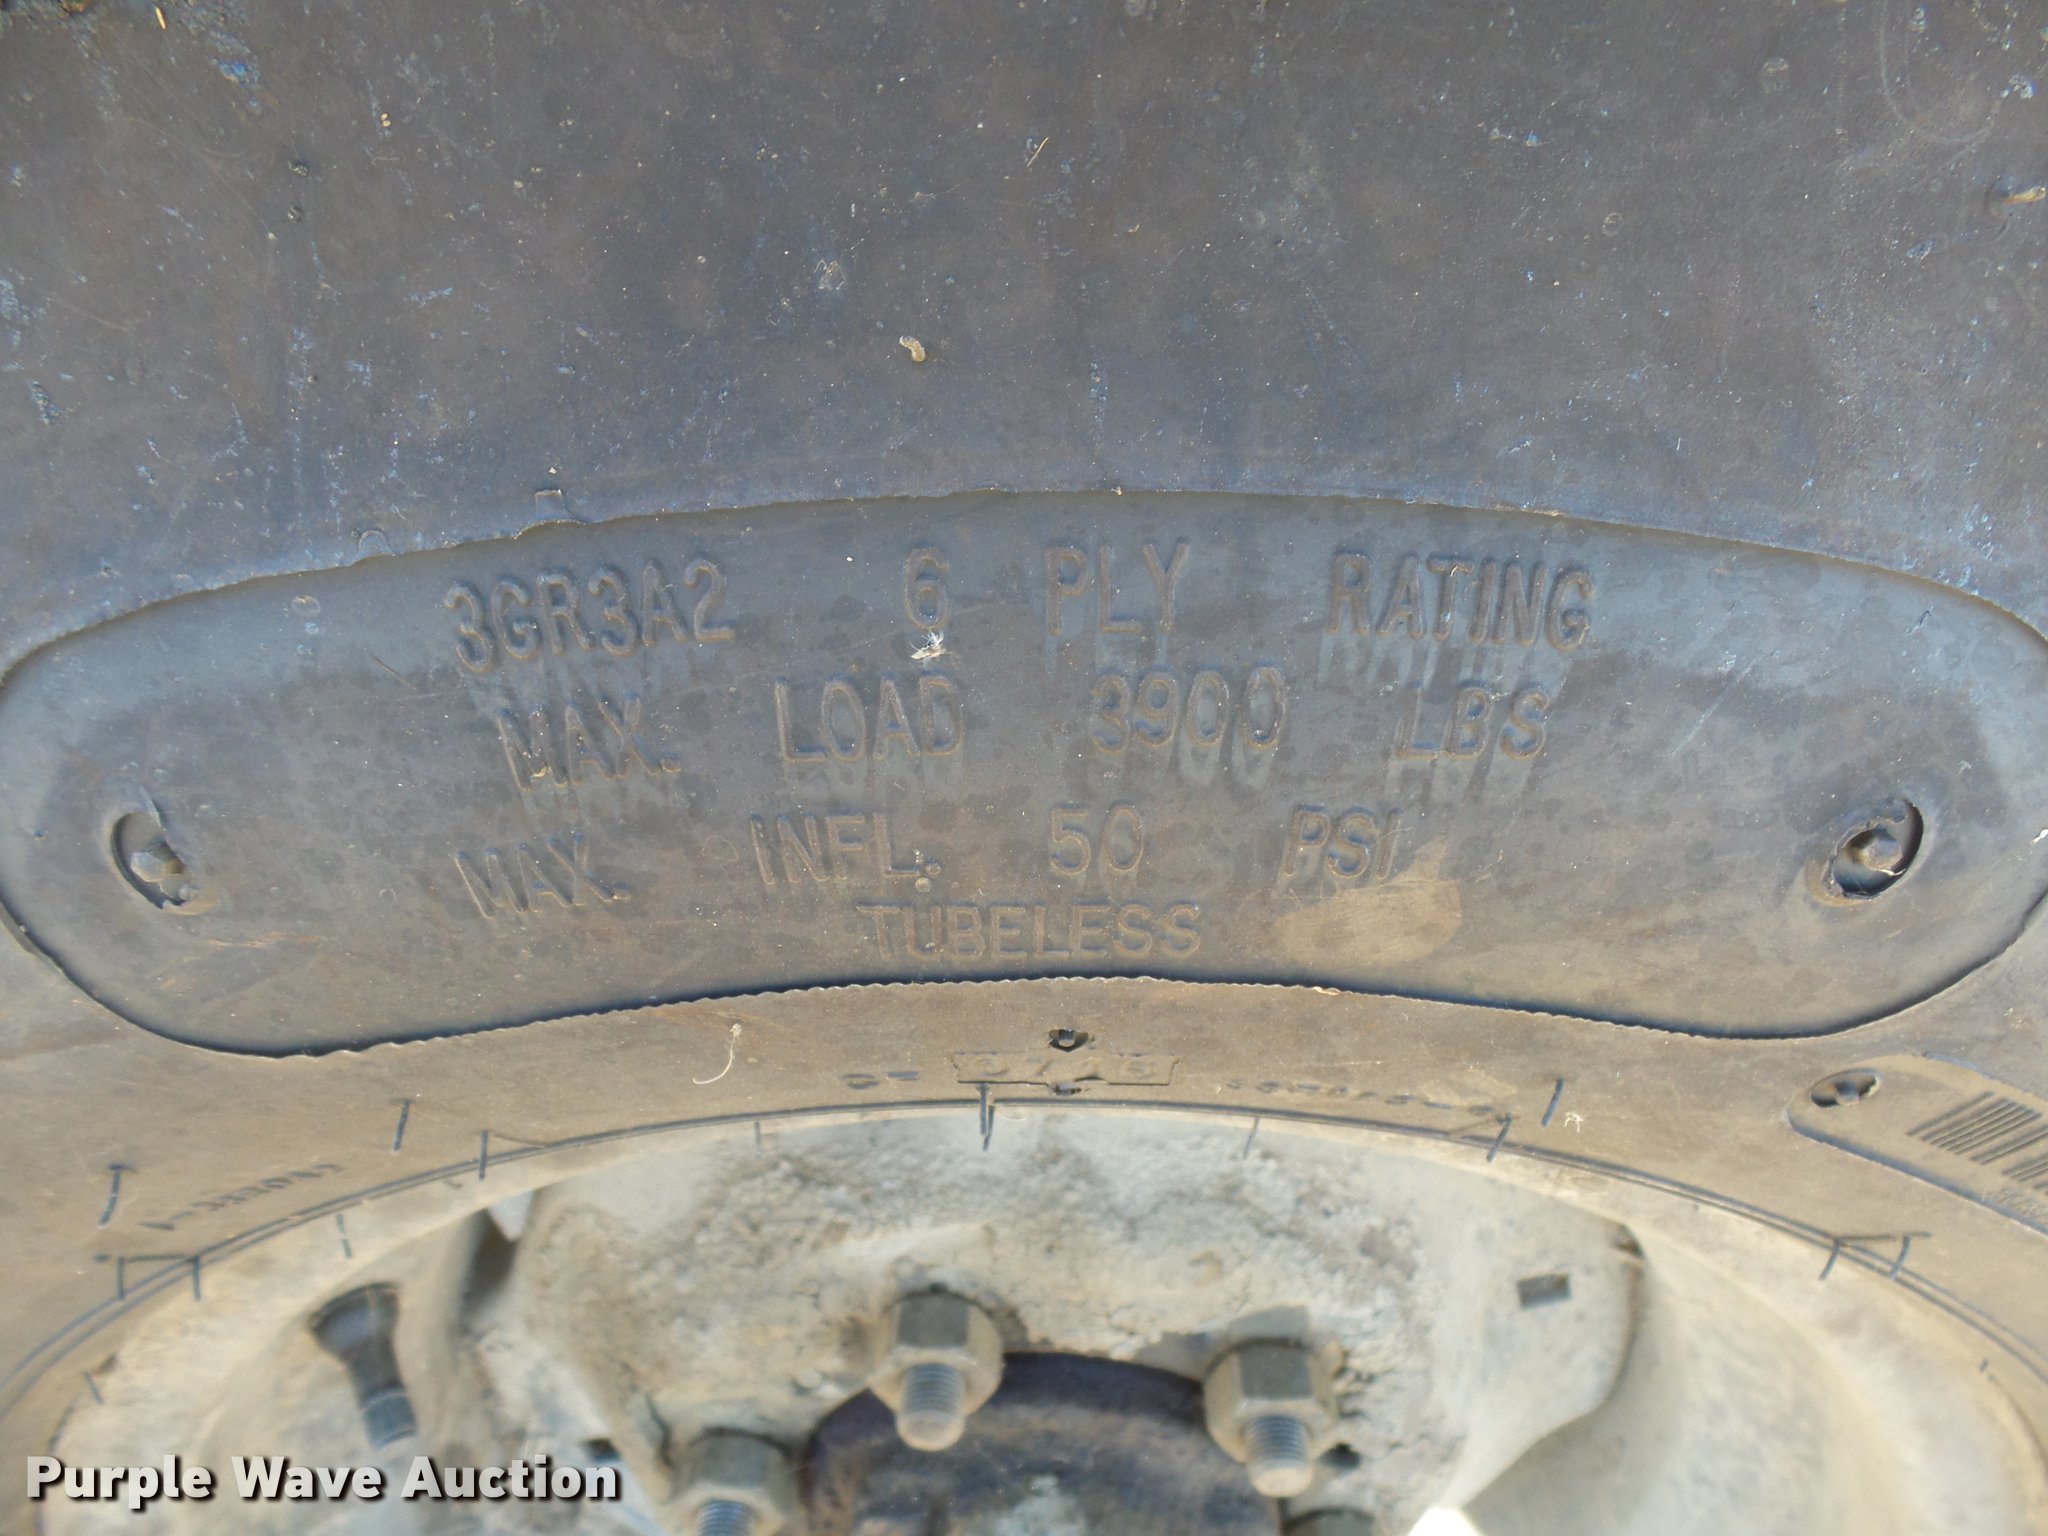 3GR3A2 6 PLY RATING
MAX. LOAD 3900 LBS
MAX. INFL. 50 PSI
TUBELESS
Purple Wave Auction